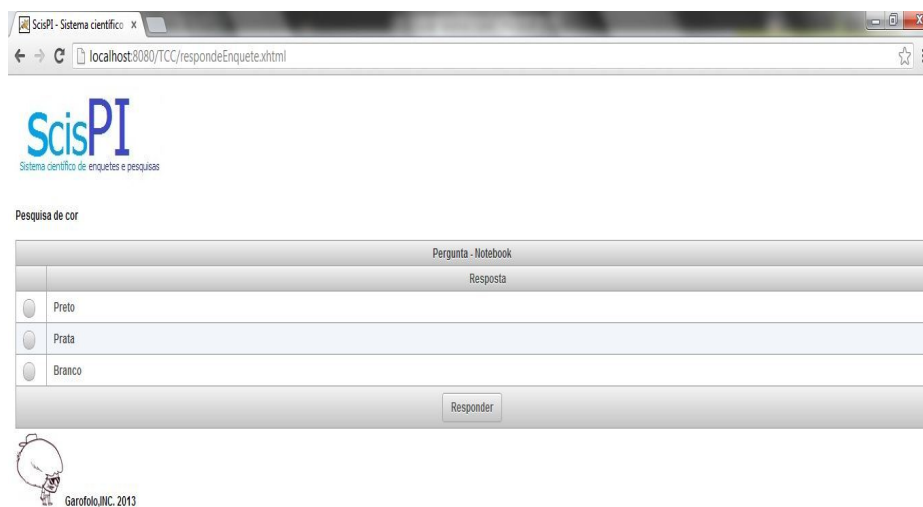 ScisPI - Sistema científico x
localhost:8080/TCC/respondeEnquete.xhtml
ScisPI
Sistema científico de enquetes e pesquisas
Pesquisa de cor
Pergunta - Notebook
Resposta
Preto
Prata
Branco
Responder
Garofolo,INC. 2013